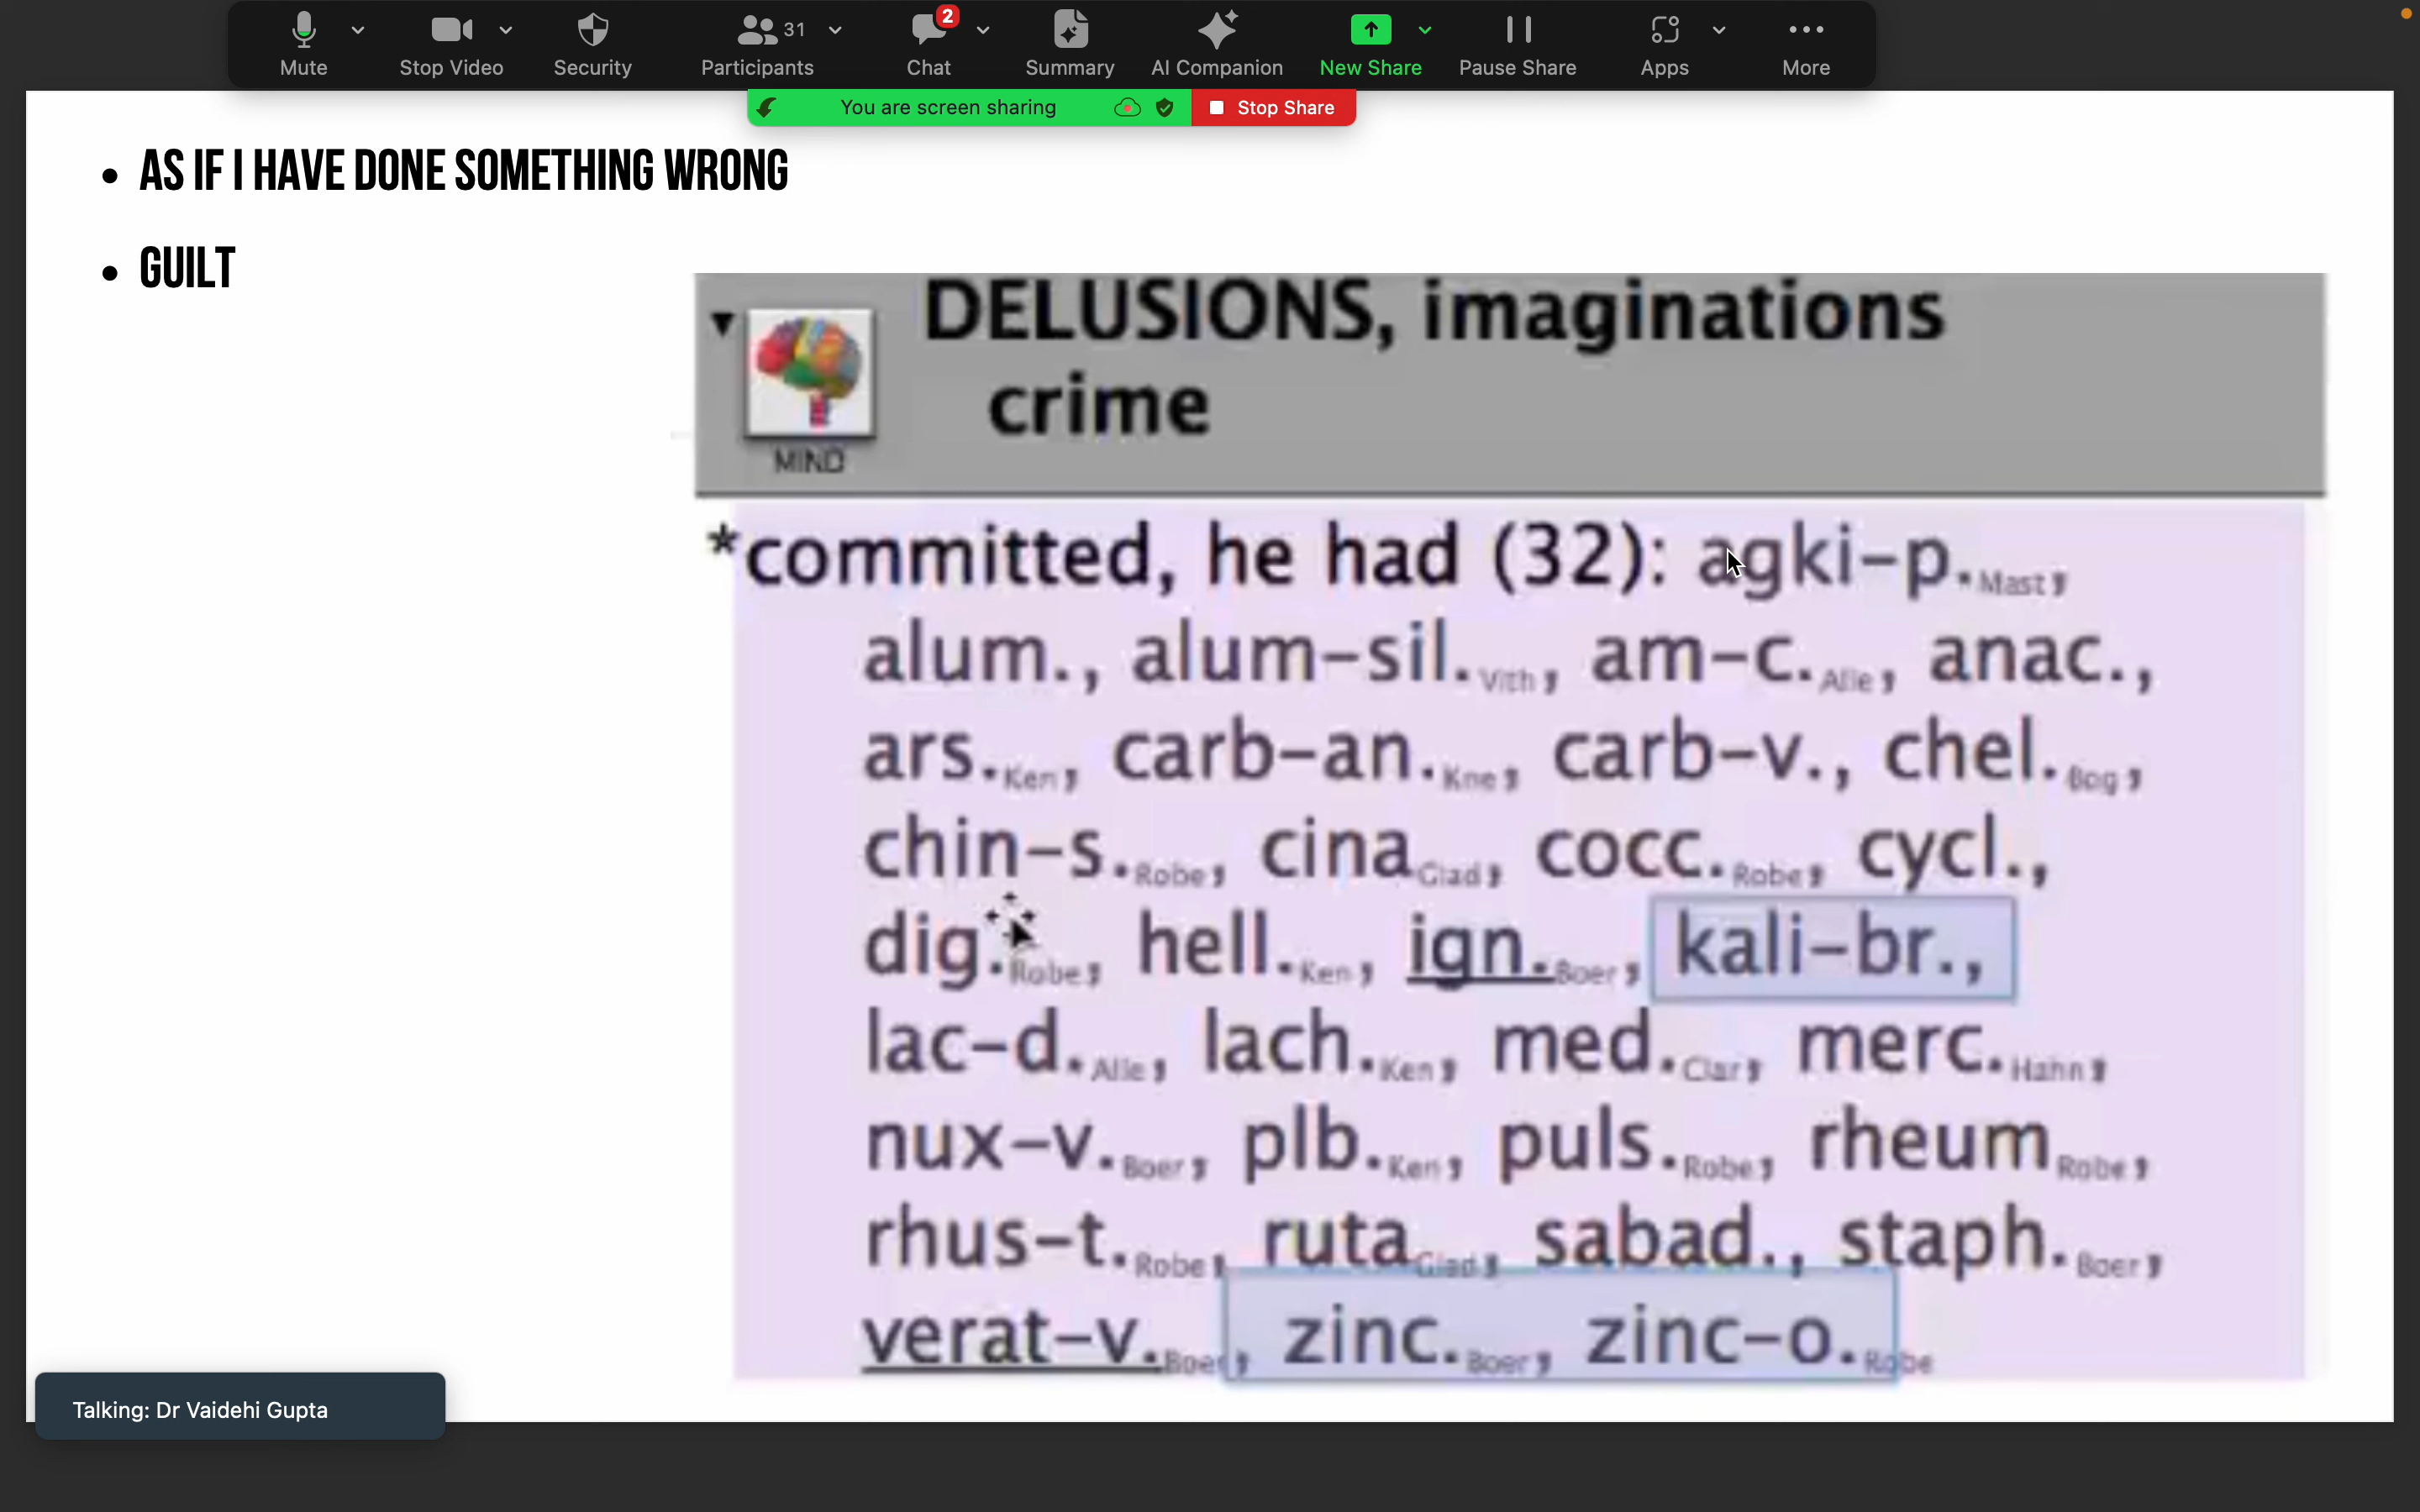 2
31
Mute
Stop Video
Security
Participants
Chat
Summary
AI Companion
New Share
Pause Share
Apps
More
You are screen sharing
Stop Share
• AS IF I HAVE DONE SOMETHING WRONG
• GUILT
▼ DELUSIONS, imaginations
crime
MIND
*committed, he had (32): agki-p.Mast,
alum., alum-sil.Vith, am-c.Alle, anac.,
ars.Ken, carb-an.Kne, carb-v., chel.Bog,
chin-s.Robe, cina Glad, cocc.Robe, cycl.,
dig.Robe, hell.Ken, ign.Boer, kali-br.,
lac-d.Alle, lach.Ken, med.Clar, merc.Hahn,
nux-v.Boer, plb.Ken, puls.Robe, rheum Robe,
rhus-t.Robe, ruta Glad, sabad., staph.Boer,
verat-v.Boer, zinc.Boer, zinc-o.Robe
Talking: Dr Vaidehi Gupta